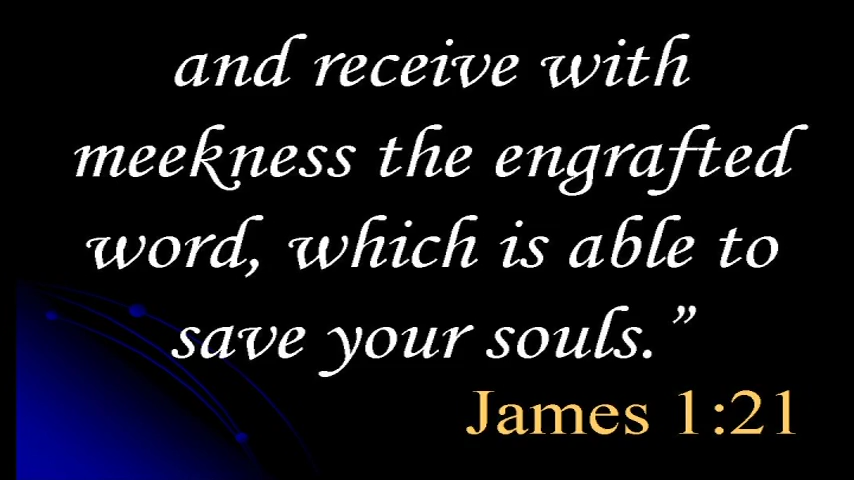 and receive with
meekness the engrafted
word, which is able to
save your souls.”
James 1:21